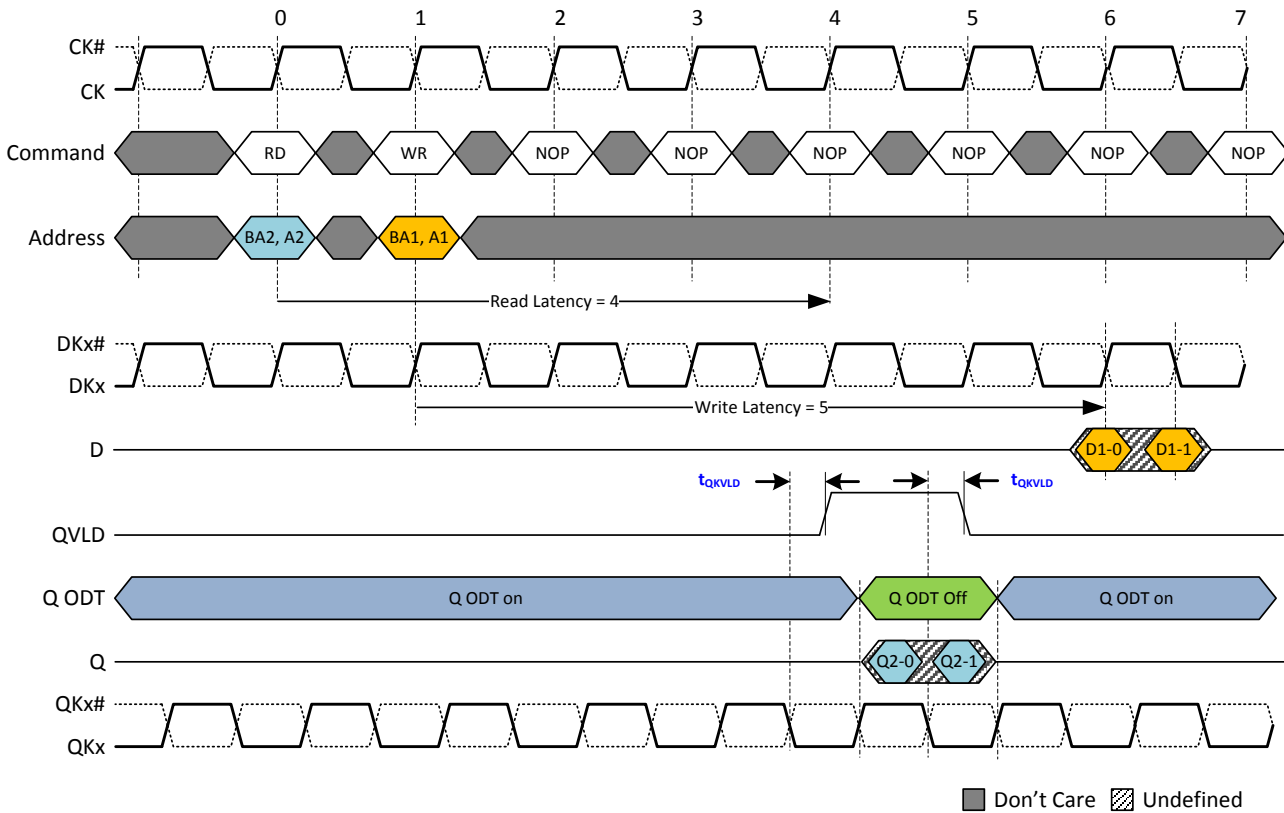 0 1 2 3 4 5 6 7
CK#
CK
Command RD WR NOP NOP NOP NOP NOP NOP
Address BA2, A2 BA1, A1
Read Latency = 4
DKx#
DKx
Write Latency = 5
D D1-0 D1-1
tQKVLD tQKVLD
QVLD
Q ODT Q ODT on Q ODT Off Q ODT on
Q Q2-0 Q2-1
QKx#
QKx
Don't Care Undefined